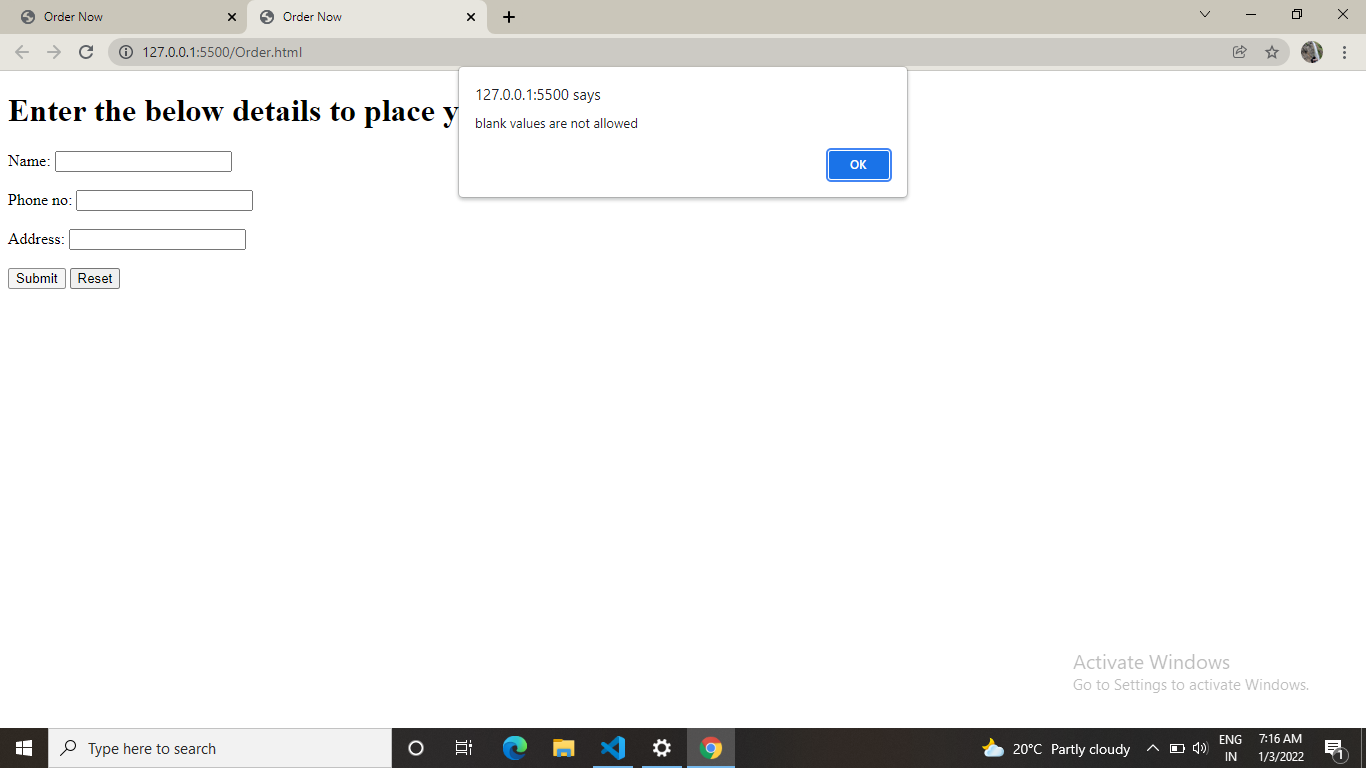 Order Now
Order Now
127.0.0.1:5500/Order.html
127.0.0.1:5500 says
blank values are not allowed
OK
Enter the below details to place y
Name:
Phone no:
Address:
Submit Reset
Activate Windows
Go to Settings to activate Windows.
Type here to search
20°C Partly cloudy
ENG
IN
7:16 AM
1/3/2022
1